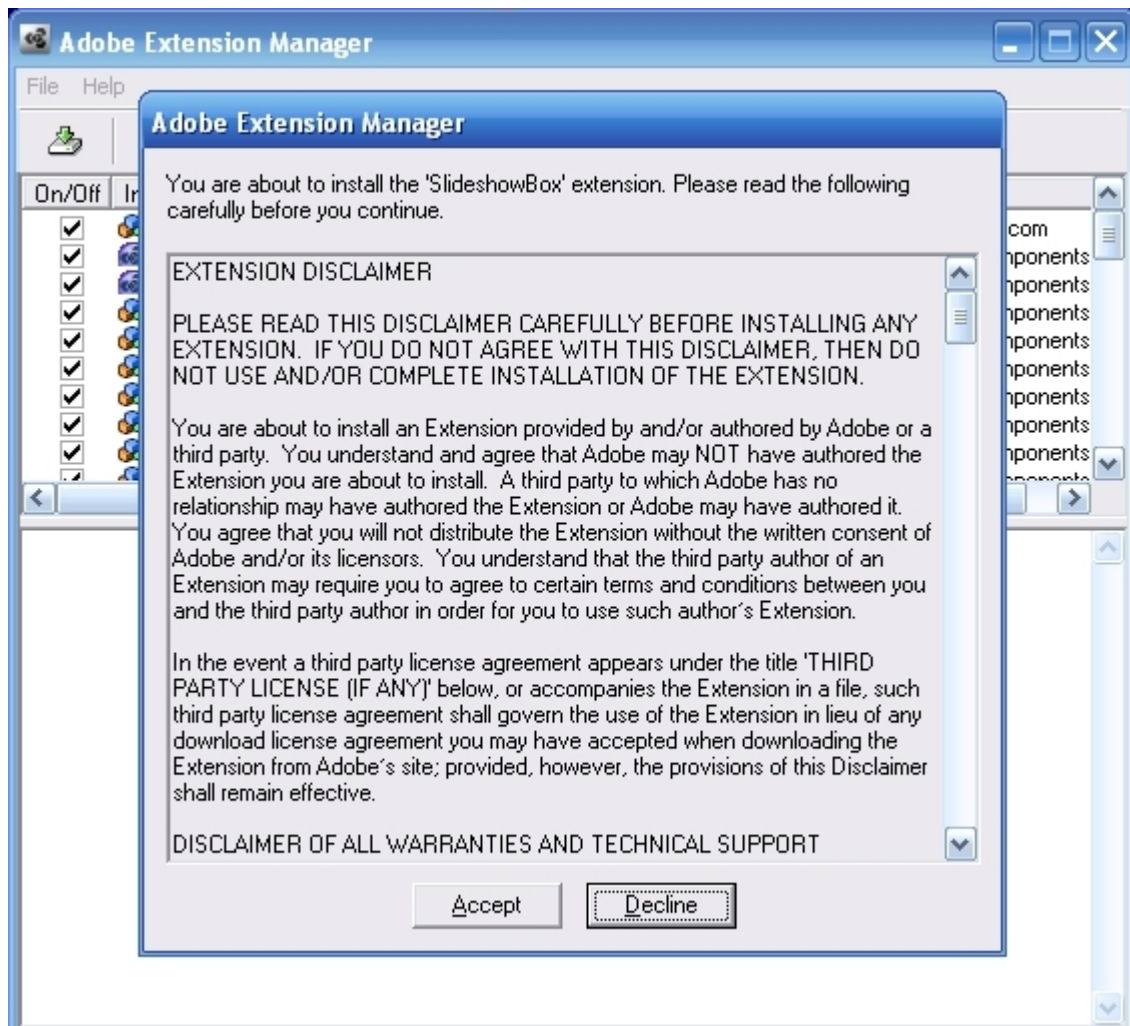 Adobe Extension Manager
File Help
Adobe Extension Manager
You are about to install the 'SlideshowBox' extension. Please read the following
carefully before you continue.
On/Off
com
EXTENSION DISCLAIMER
PLEASE READ THIS DISCLAIMER CAREFULLY BEFORE INSTALLING ANY
EXTENSION. IF YOU DO NOT AGREE WITH THIS DISCLAIMER, THEN DO
NOT USE AND/OR COMPLETE INSTALLATION OF THE EXTENSION.
You are about to install an Extension provided by and/or authored by Adobe or a
third party. You understand and agree that Adobe may NOT have authored the
Extension you are about to install. A third party to which Adobe has no
relationship may have authored the Extension or Adobe may have authored it.
You agree that you will not distribute the Extension without the written consent of
Adobe and/or its licensors. You understand that the third party author of an
Extension may require you to agree to certain terms and conditions between you
and the third party author in order for you to use such author´s Extension.
In the event a third party license agreement appears under the title 'THIRD
PARTY LICENSE (IF ANY)' below, or accompanies the Extension in a file, such
third party license agreement shall govern the use of the Extension in lieu of any
download license agreement you may have accepted when downloading the
Extension from Adobe´s site; provided, however, the provisions of this Disclaimer
shall remain effective.
DISCLAIMER OF ALL WARRANTIES AND TECHNICAL SUPPORT
Accept Decline